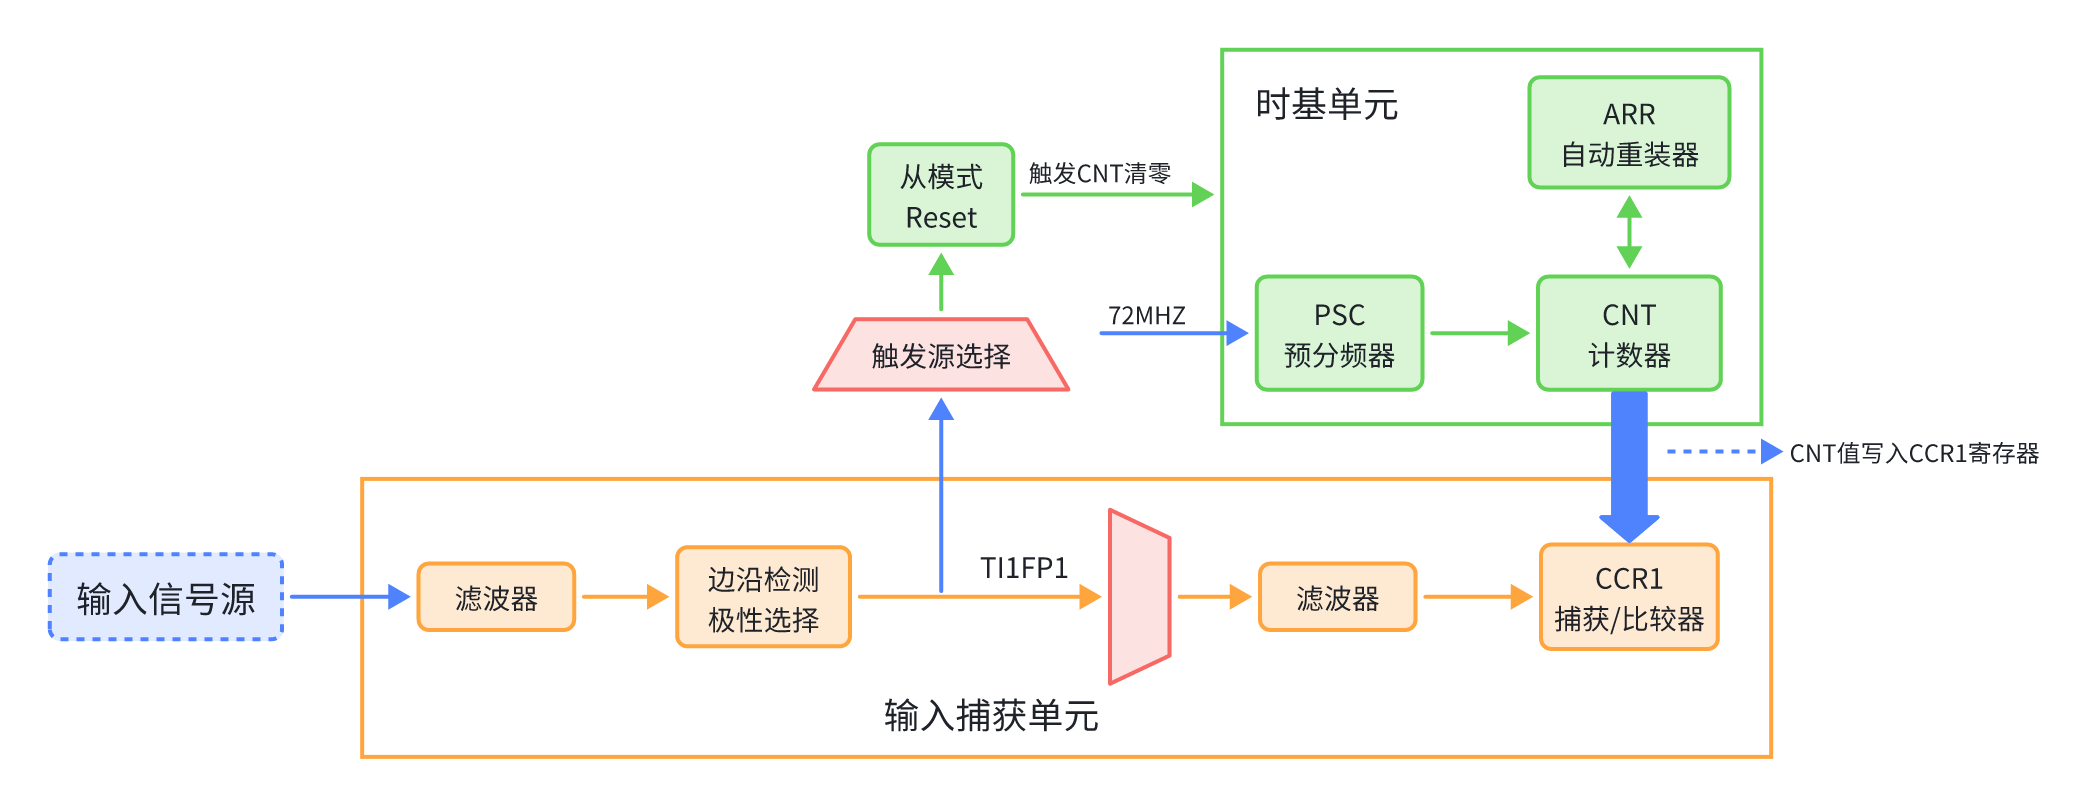 时基单元
ARR
自动重装器
从模式
Reset
触发CNT清零
72MHZ
PSC
预分频器
CNT
计数器
触发源选择
CNT值写入CCR1寄存器
输入信号源
滤波器
边沿检测
极性选择
TI1FP1
滤波器
CCR1
捕获/比较器
输入捕获单元